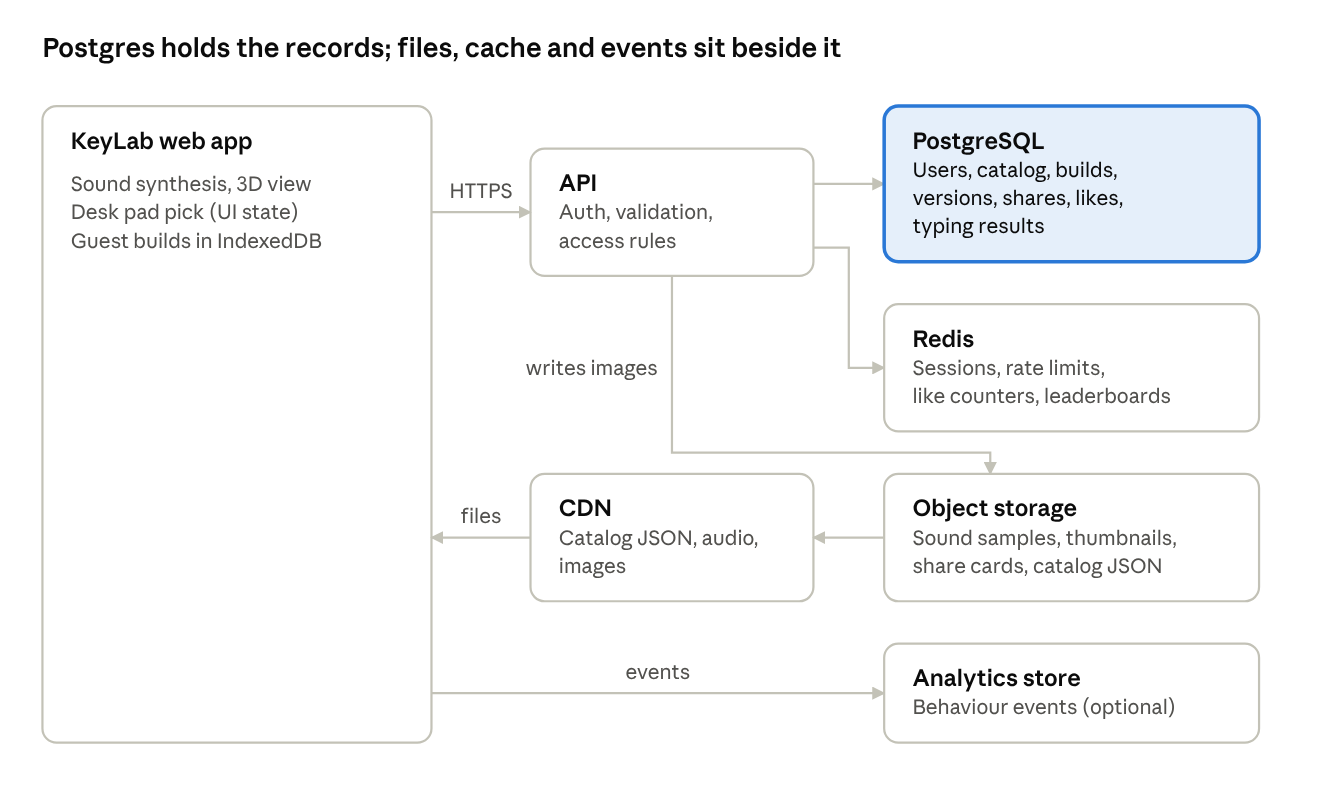 Postgres holds the records; files, cache and events sit beside it
KeyLab web app
Sound synthesis, 3D view
Desk pad pick (UI state)
Guest builds in IndexedDB
HTTPS
API
Auth, validation,
access rules
PostgreSQL
Users, catalog, builds,
versions, shares, likes,
typing results
Redis
Sessions, rate limits,
like counters, leaderboards
writes images
files
CDN
Catalog JSON, audio,
images
Object storage
Sound samples, thumbnails,
share cards, catalog JSON
events
Analytics store
Behaviour events (optional)